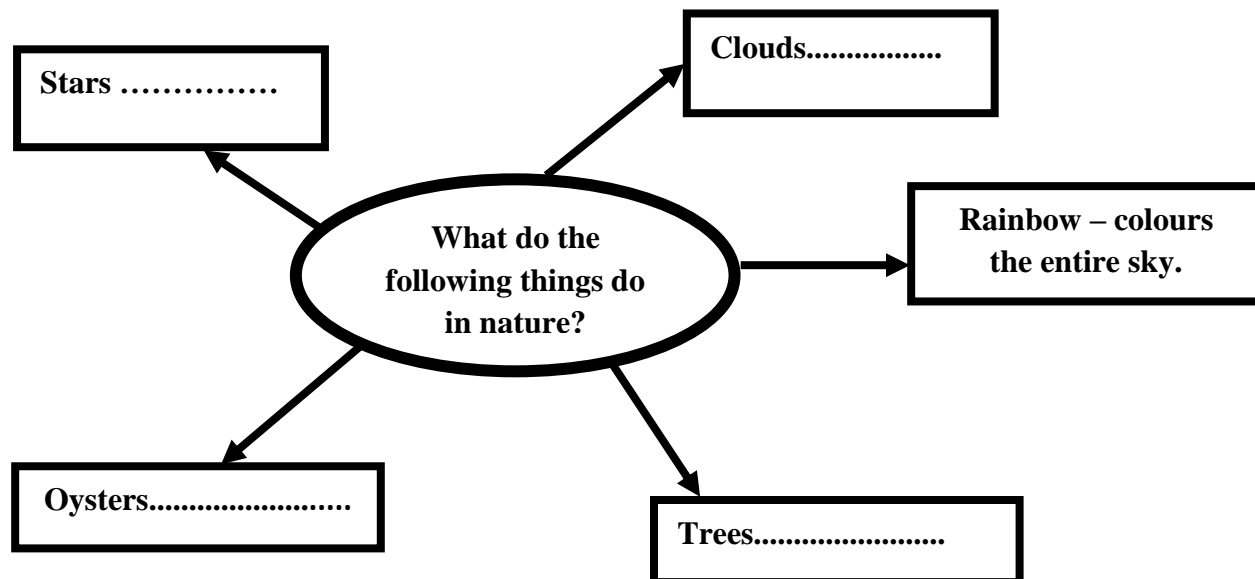 Stars ……………
Clouds.................
What do the
following things do
in nature?
Rainbow – colours
the entire sky.
Oysters.........................
Trees........................